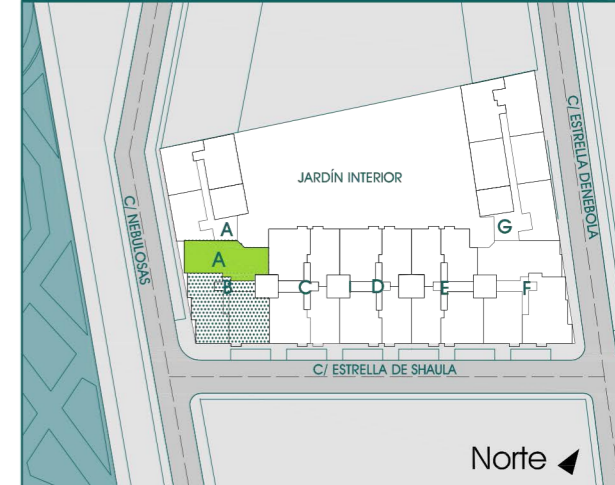 JARDÍN INTERIOR
C/ ESTRELLA DENEBOLA
C/ NEBULOSAS
A
G
A
B
C
D
E
F
C/ ESTRELLA DE SHAULA
Norte